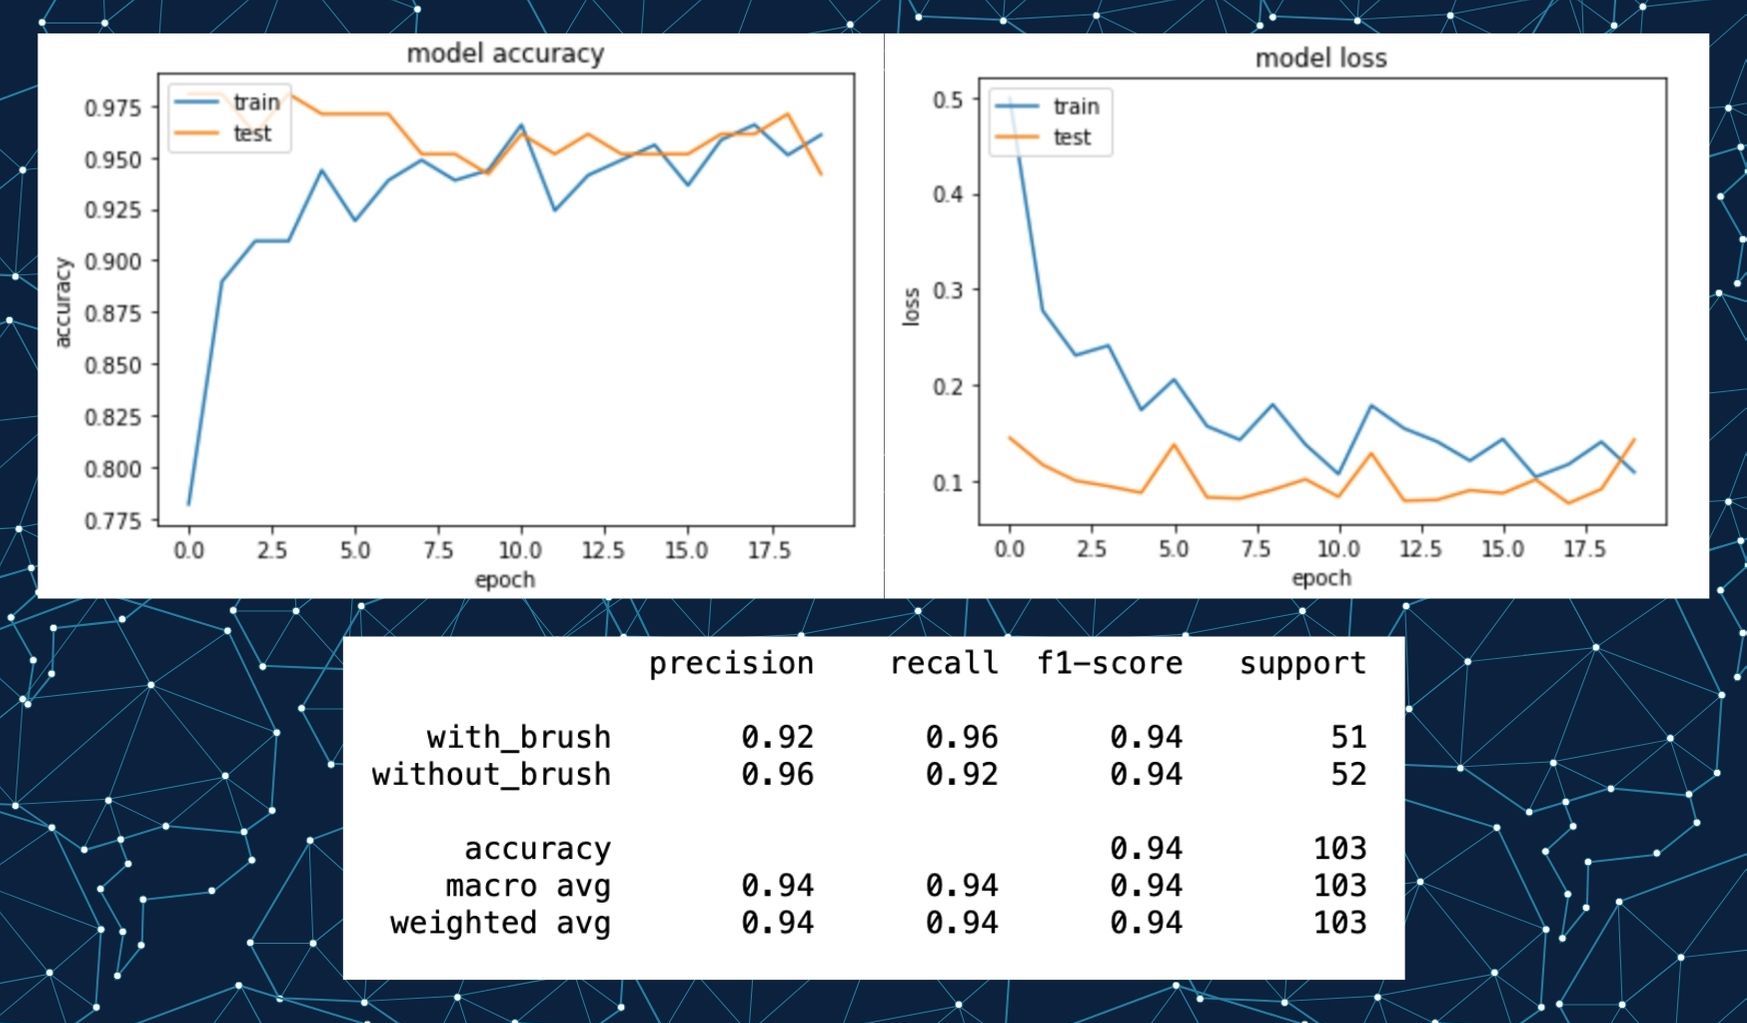 model accuracy
train
test
0.975
0.950
0.925
0.900
0.875
0.850
0.825
0.800
0.775
accuracy
0.0 2.5 5.0 7.5 10.0 12.5 15.0 17.5
epoch
model loss
train
test
0.5
0.4
0.3
0.2
0.1
loss
0.0 2.5 5.0 7.5 10.0 12.5 15.0 17.5
epoch
precision recall f1-score support
with_brush 0.92 0.96 0.94 51
without_brush 0.96 0.92 0.94 52
accuracy 0.94 103
macro avg 0.94 0.94 0.94 103
weighted avg 0.94 0.94 0.94 103